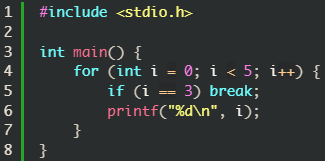 1 #include <stdio.h>
2
3 int main() {
4     for (int i = 0; i < 5; i++) {
5         if (i == 3) break;
6         printf("%d\n", i);
7     }
8 }